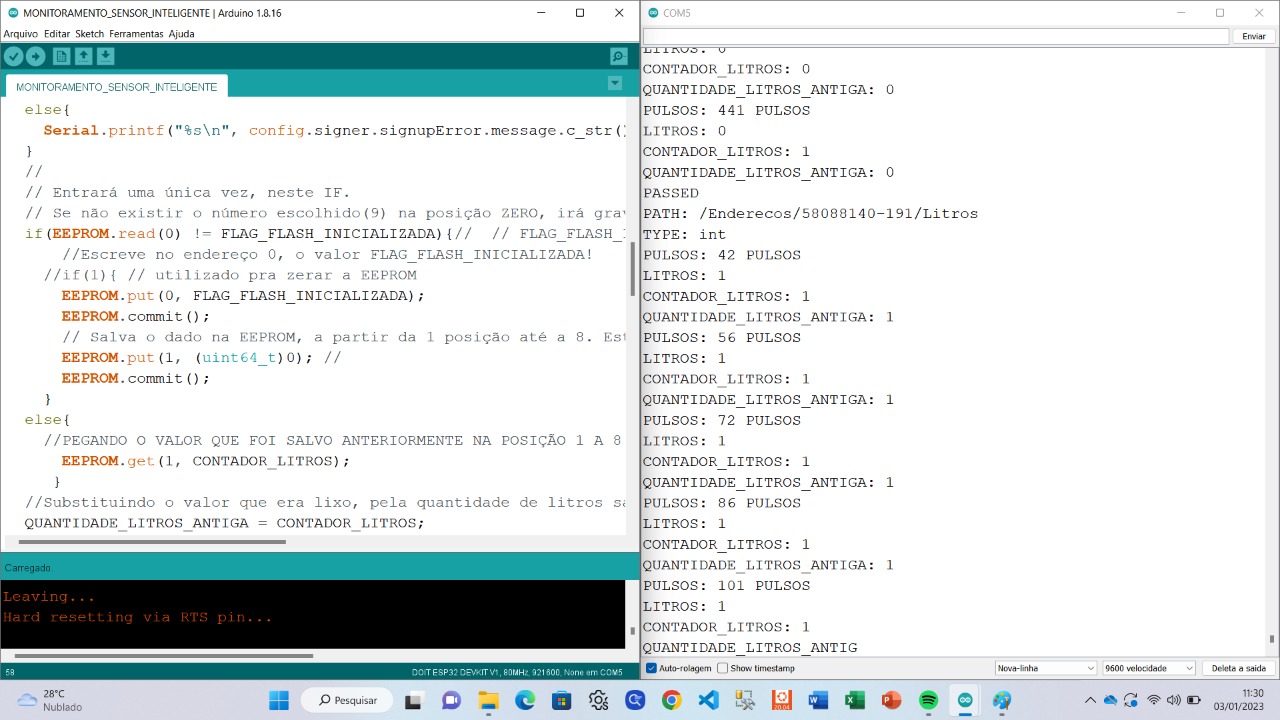 MONITORAMENTO_SENSOR_INTELIGENTE | Arduino 1.8.16
Arquivo Editar Sketch Ferramentas Ajuda
MONITORAMENTO_SENSOR_INTELIGENTE
else{
Serial.printf("%s\n", config.signer.signupError.message.c_str()
}
//
// Entrará uma única vez, neste IF.
// Se não existir o número escolhido(9) na posição ZERO, irá grav
if(EEPROM.read(0) != FLAG_FLASH_INICIALIZADA){// // FLAG_FLASH_I
//Escreve no endereço 0, o valor FLAG_FLASH_INICIALIZADA!
//if(1){ // utilizado pra zerar a EEPROM
EEPROM.put(0, FLAG_FLASH_INICIALIZADA);
EEPROM.commit();
// Salva o dado na EEPROM, a partir da 1 posição até a 8. Est
EEPROM.put(1, (uint64_t)0); //
EEPROM.commit();
}
else{
//PEGANDO O VALOR QUE FOI SALVO ANTERIORMENTE NA POSIÇÃO 1 A 8
EEPROM.get(1, CONTADOR_LITROS);
}
//Substituindo o valor que era lixo, pela quantidade de litros sa
QUANTIDADE_LITROS_ANTIGA = CONTADOR_LITROS;
Carregado.
Leaving...
Hard resetting via RTS pin...
58
DOIT ESP32 DEVKIT V1, 80MHz, 921600, None em COM5
COM5
Enviar
LITROS: 0
CONTADOR_LITROS: 0
QUANTIDADE_LITROS_ANTIGA: 0
PULSOS: 441 PULSOS
LITROS: 0
CONTADOR_LITROS: 1
QUANTIDADE_LITROS_ANTIGA: 0
PASSED
PATH: /Enderecos/58088140-191/Litros
TYPE: int
PULSOS: 42 PULSOS
LITROS: 1
CONTADOR_LITROS: 1
QUANTIDADE_LITROS_ANTIGA: 1
PULSOS: 56 PULSOS
LITROS: 1
CONTADOR_LITROS: 1
QUANTIDADE_LITROS_ANTIGA: 1
PULSOS: 72 PULSOS
LITROS: 1
CONTADOR_LITROS: 1
QUANTIDADE_LITROS_ANTIGA: 1
PULSOS: 86 PULSOS
LITROS: 1
CONTADOR_LITROS: 1
QUANTIDADE_LITROS_ANTIGA: 1
PULSOS: 101 PULSOS
LITROS: 1
CONTADOR_LITROS: 1
QUANTIDADE_LITROS_ANTIG
Auto-rolagem Show timestamp Nova-linha 9600 velocidade Deleta a saida
28°C
Nublado
Pesquisar
20.04
11:30
03/01/2023